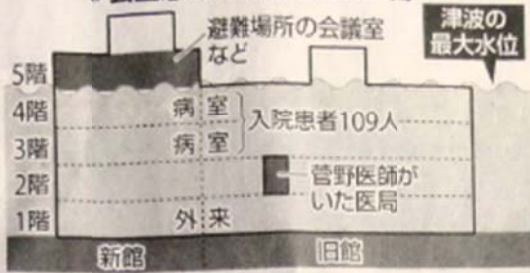 避難場所の会議室
など
津波の
最大水位
5階
4階
病室
入院患者109人
3階
病室
2階
菅野医師が
いた医局
1階
外来
新館
旧館